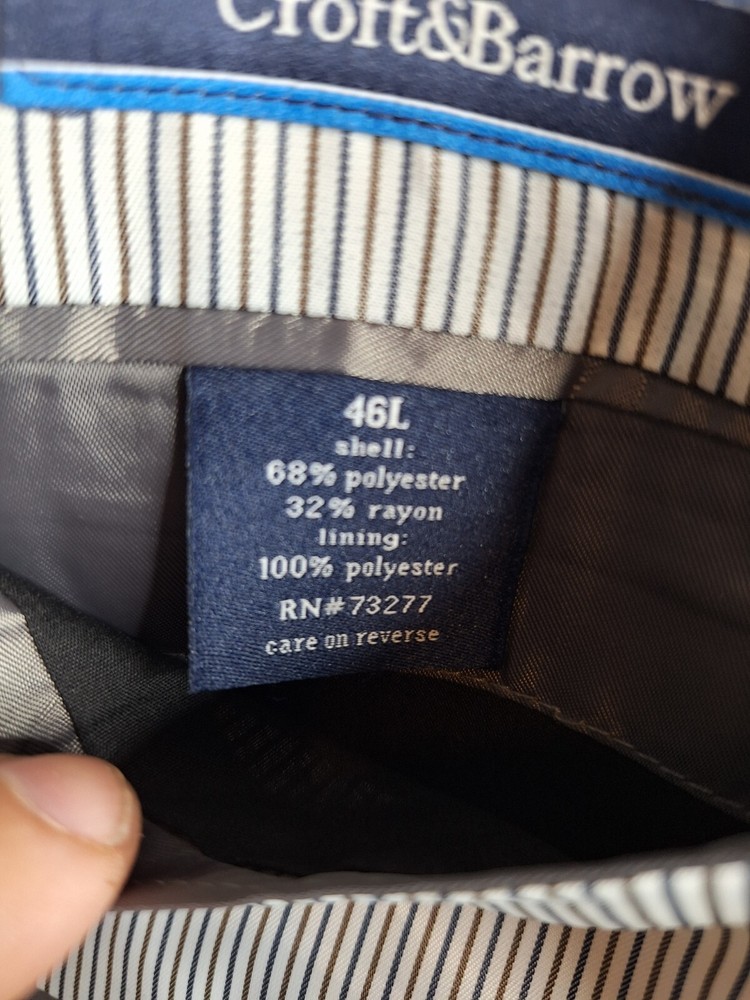 Croft&Barrow
46L
shell:
68% polyester
32% rayon
lining:
100% polyester
RN#73277
care on reverse